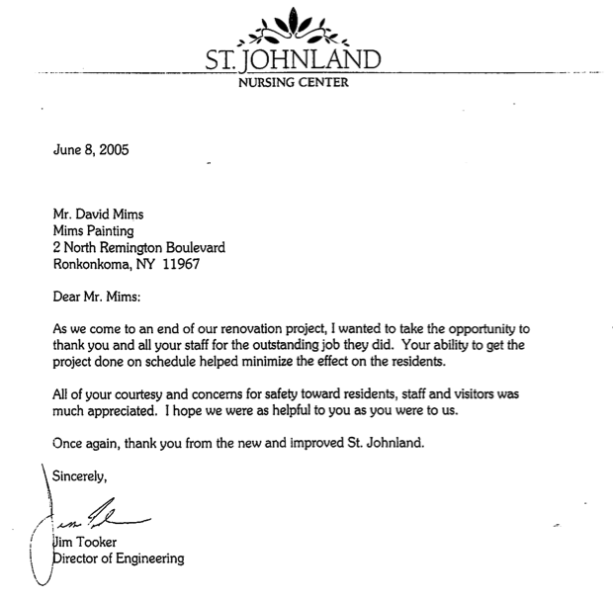 ST. JOHNLAND
NURSING CENTER
June 8, 2005
Mr. David Mims
Mims Painting
2 North Remington Boulevard
Ronkonkoma, NY 11967
Dear Mr. Mims:
As we come to an end of our renovation project, I wanted to take the opportunity to
thank you and all your staff for the outstanding job they did. Your ability to get the
project done on schedule helped minimize the effect on the residents.
All of your courtesy and concerns for safety toward residents, staff and visitors was
much appreciated. I hope we were as helpful to you as you were to us.
Once again, thank you from the new and improved St. Johnland.
Sincerely,
Jim Tooker
Director of Engineering